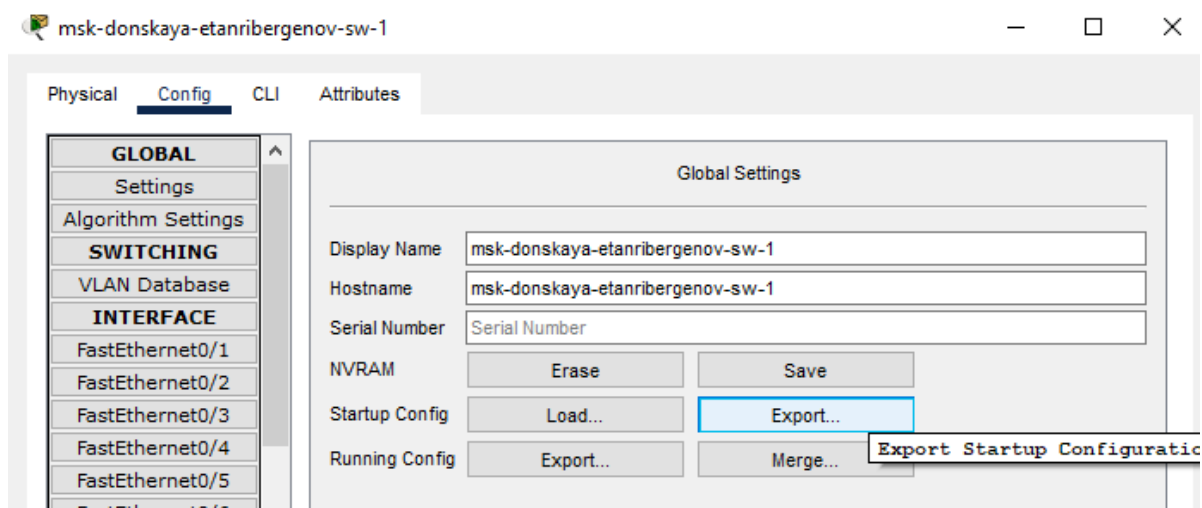 msk-donskaya-etanribergenov-sw-1
Physical Config CLI Attributes
GLOBAL
Settings
Algorithm Settings
SWITCHING
VLAN Database
INTERFACE
FastEthernet0/1
FastEthernet0/2
FastEthernet0/3
FastEthernet0/4
FastEthernet0/5
Global Settings
Display Name msk-donskaya-etanribergenov-sw-1
Hostname msk-donskaya-etanribergenov-sw-1
Serial Number Serial Number
NVRAM Erase Save
Startup Config Load... Export...
Export Startup Configuratio
Running Config Export... Merge...